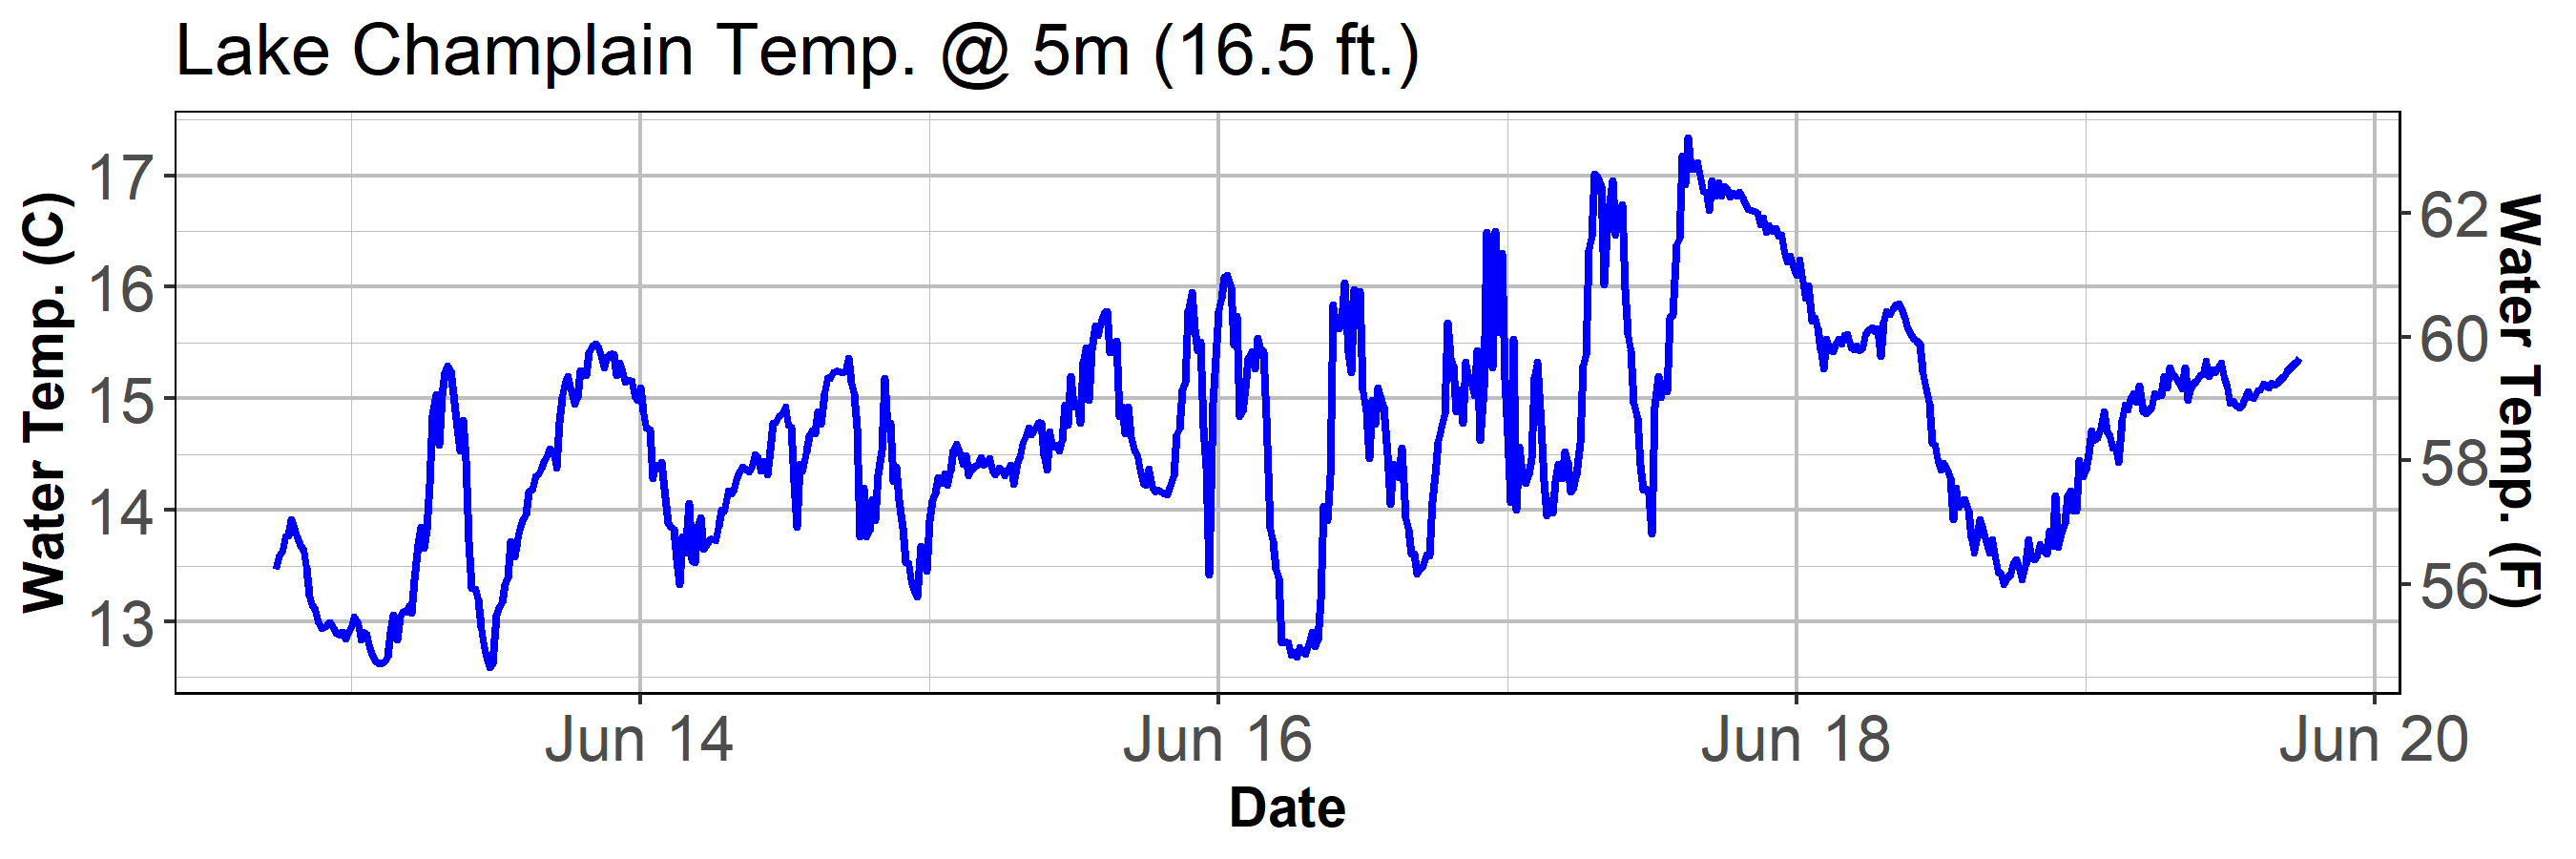 Lake Champlain Temp. @ 5m (16.5 ft.)
Water Temp. (C)
17
16
15
14
13
62
60
58
56
Water Temp. (F)
Jun 14 Jun 16 Jun 18 Jun 20
Date